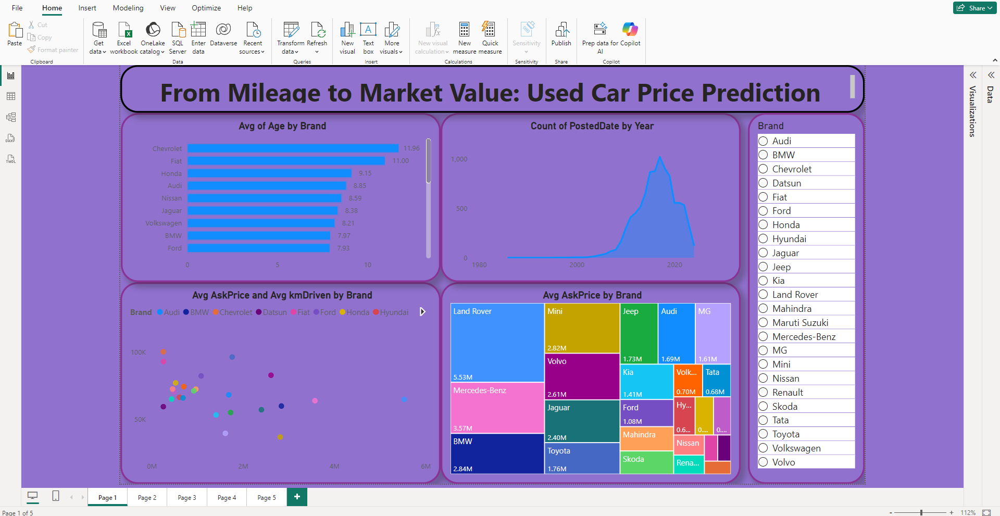 File Home Insert Modeling View Optimize Help
Share
Paste
Cut
Copy
Format painter
Clipboard
Get data
Excel workbook
OneLake catalog
SQL Server
Enter data
Dataverse
Recent sources
Data
Transform data
Refresh
Queries
New visual
Text box
More visuals
Insert
New visual calculation
New measure
Quick measure
Calculations
Sensitivity
Sensitivity
Publish
Share
Prep data for AI
Copilot
Copilot
From Mileage to Market Value: Used Car Price Prediction
Avg of Age by Brand
Chevrolet 11.96
Fiat 11.00
Honda 9.15
Audi 8.85
Nissan 8.59
Jaguar 8.38
Volkswagen 8.21
BMW 7.97
Ford 7.93
0 5 10
Count of PostedDate by Year
1,000
500
0
1980 2000 2020
Avg AskPrice and Avg kmDriven by Brand
Brand Audi BMW Chevrolet Datsun Fiat Ford Honda Hyundai
100K
50K
0M 2M 4M 6M
Avg AskPrice by Brand
Land Rover
5.53M
Mercedes-Benz
3.57M
BMW
2.84M
Mini
2.82M
Volvo
2.61M
Jaguar
2.40M
Toyota
1.76M
Jeep
1.73M
Audi
1.69M
MG
1.61M
Kia
1.41M
Volk...
0.70M
Tata
0.68M
Ford
1.08M
Hy...
0.6...
0....
0....
Mahindra
Nissan
Skoda
Rena...
Brand
Audi
BMW
Chevrolet
Datsun
Fiat
Ford
Honda
Hyundai
Jaguar
Jeep
Kia
Land Rover
Mahindra
Maruti Suzuki
Mercedes-Benz
MG
Mini
Nissan
Renault
Skoda
Tata
Toyota
Volkswagen
Volvo
Visualizations
Data
DAX
TMDL
Page 1 Page 2 Page 3 Page 4 Page 5 +
Page 1 of 5
- + 112%